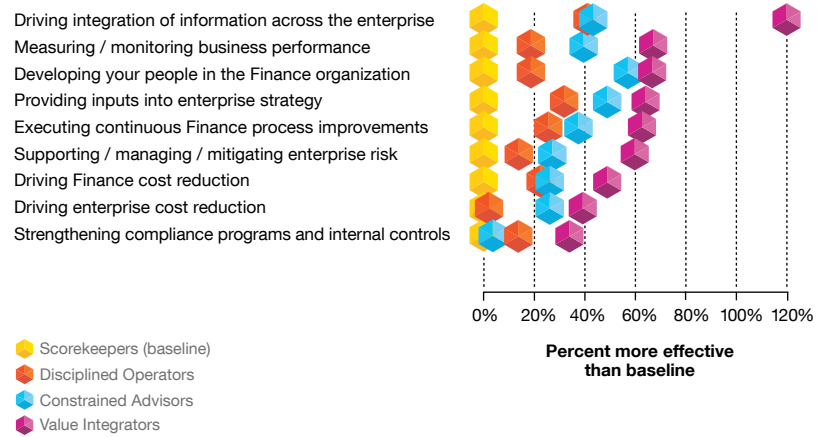 Driving integration of information across the enterprise
Measuring / monitoring business performance
Developing your people in the Finance organization
Providing inputs into enterprise strategy
Executing continuous Finance process improvements
Supporting / managing / mitigating enterprise risk
Driving Finance cost reduction
Driving enterprise cost reduction
Strengthening compliance programs and internal controls
0% 20% 40% 60% 80% 100% 120%
Percent more effective
than baseline
Scorekeepers (baseline)
Disciplined Operators
Constrained Advisors
Value Integrators